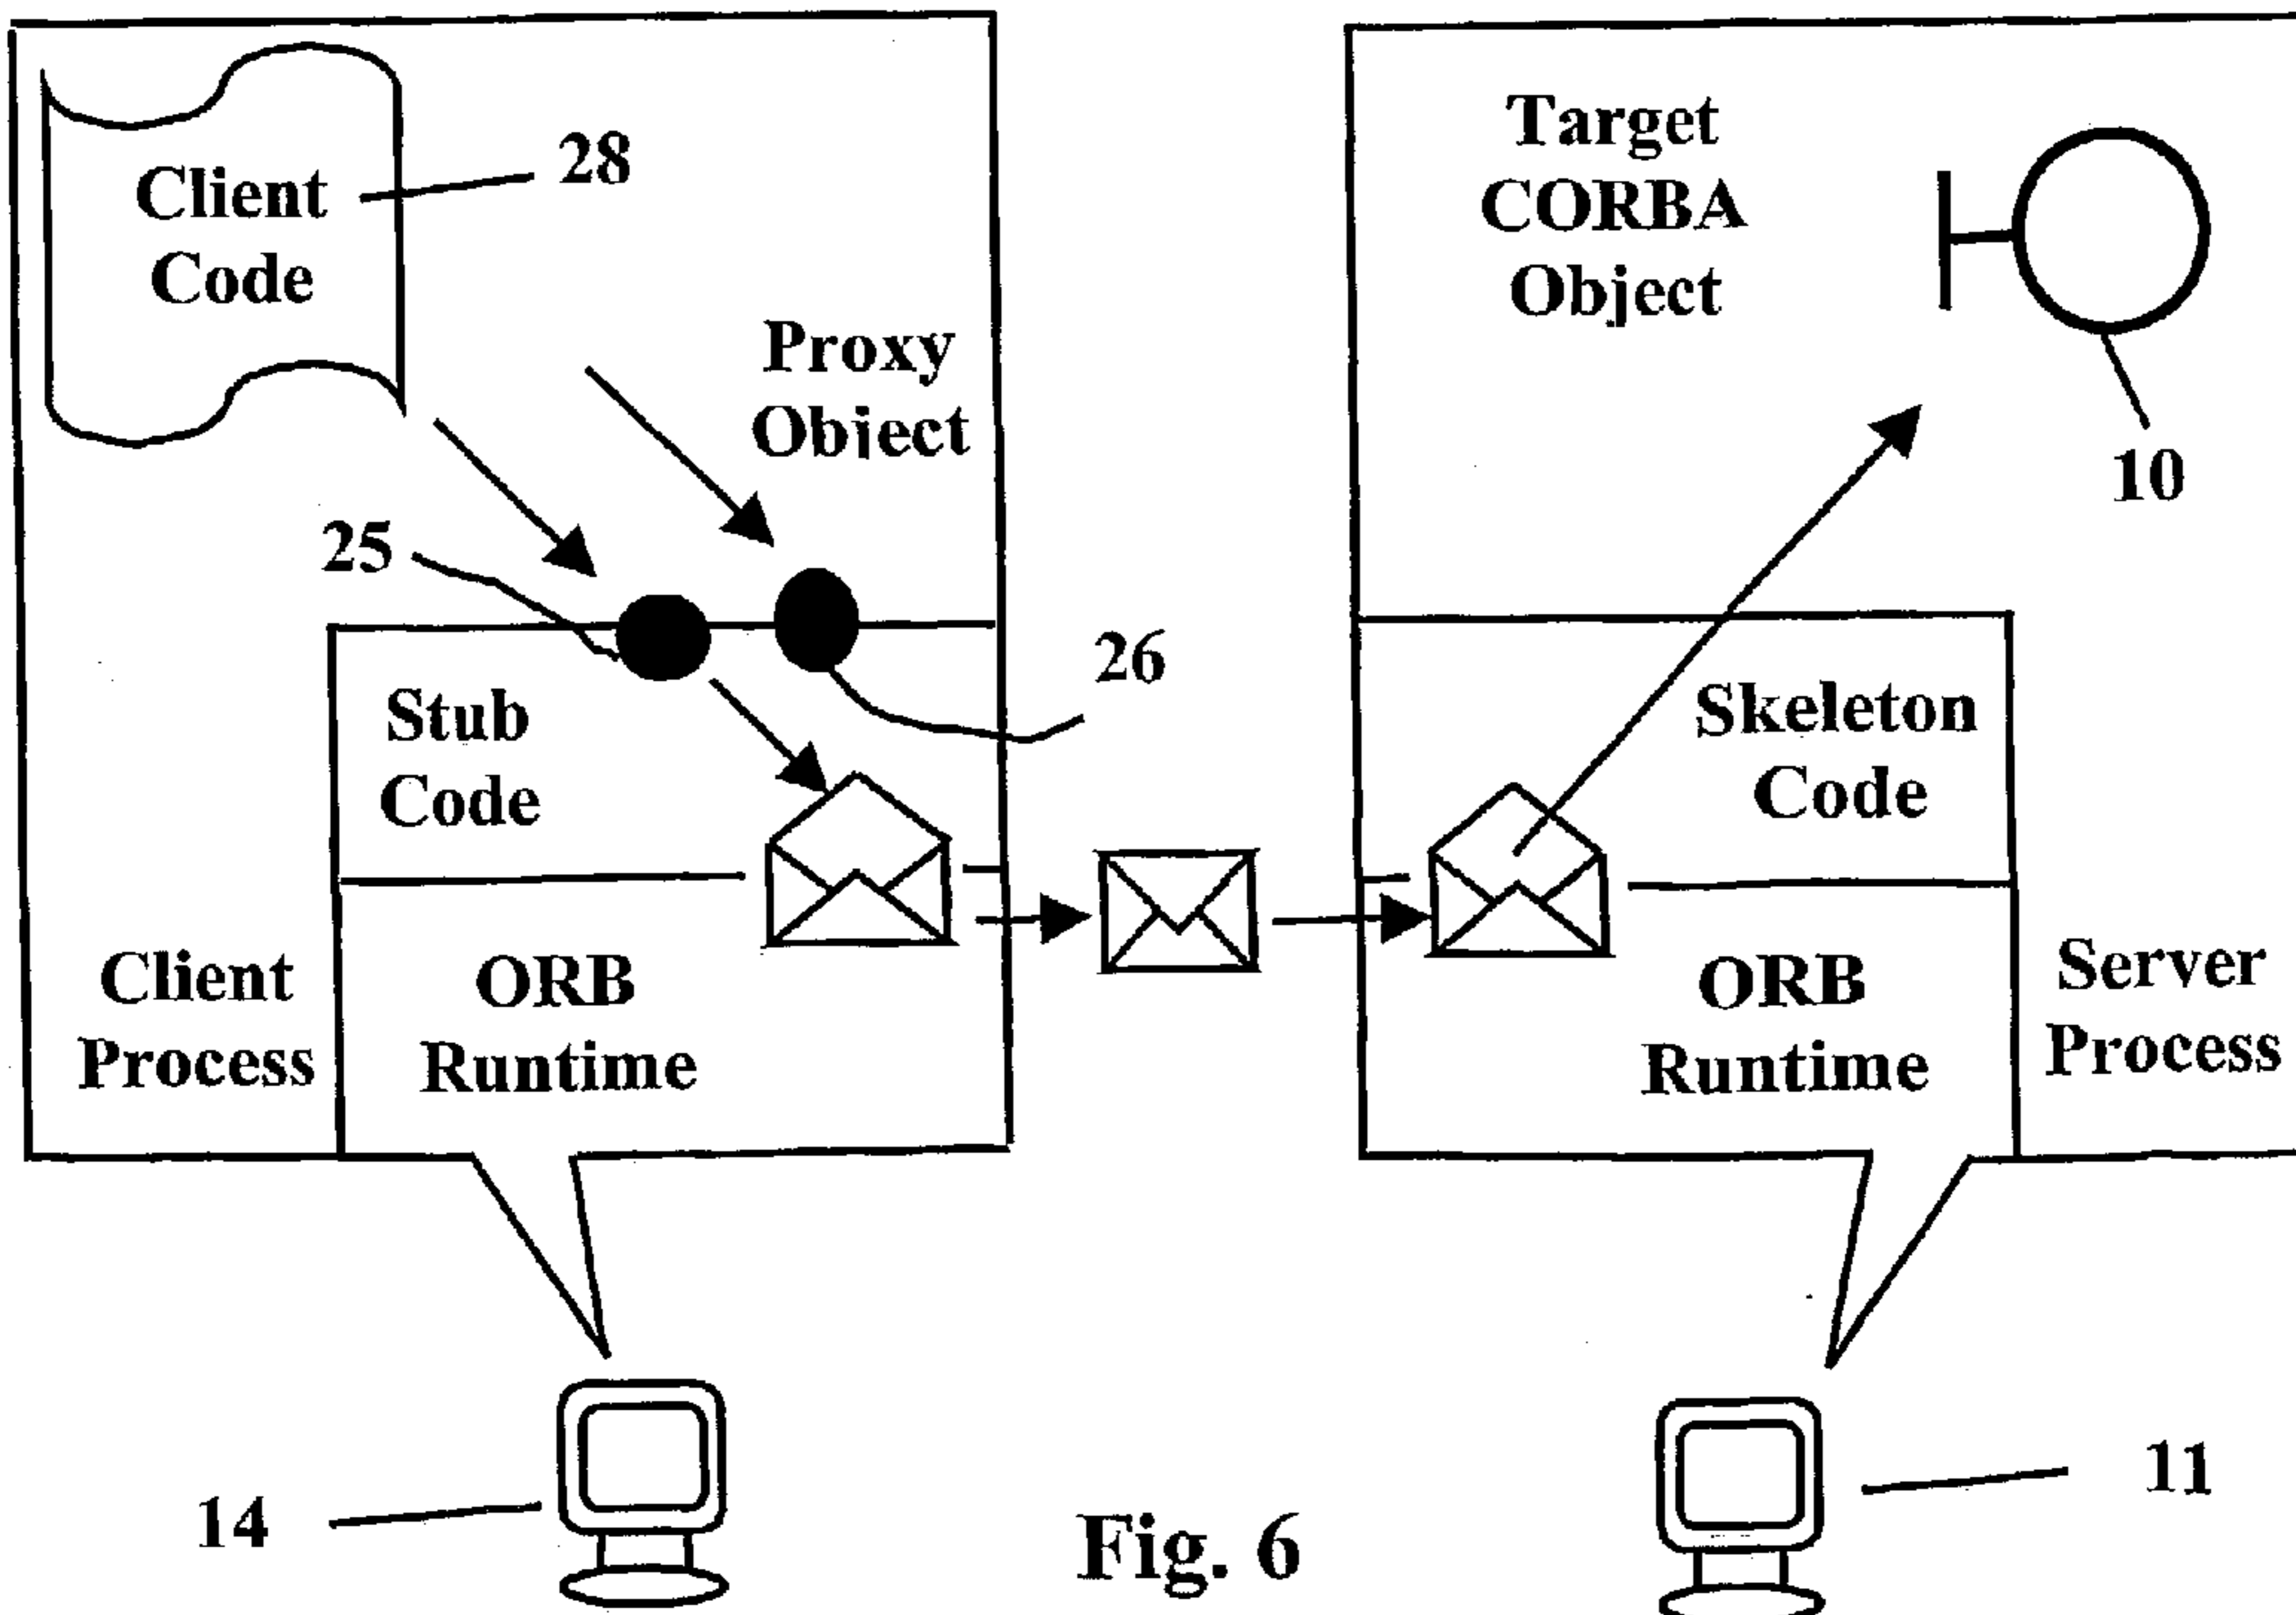 Client
Code
28
Proxy
Object
25
26
Stub
Code
Client
Process
ORB
Runtime
14
Target
CORBA
Object
10
Skeleton
Code
ORB
Runtime
Server
Process
11
Fig. 6